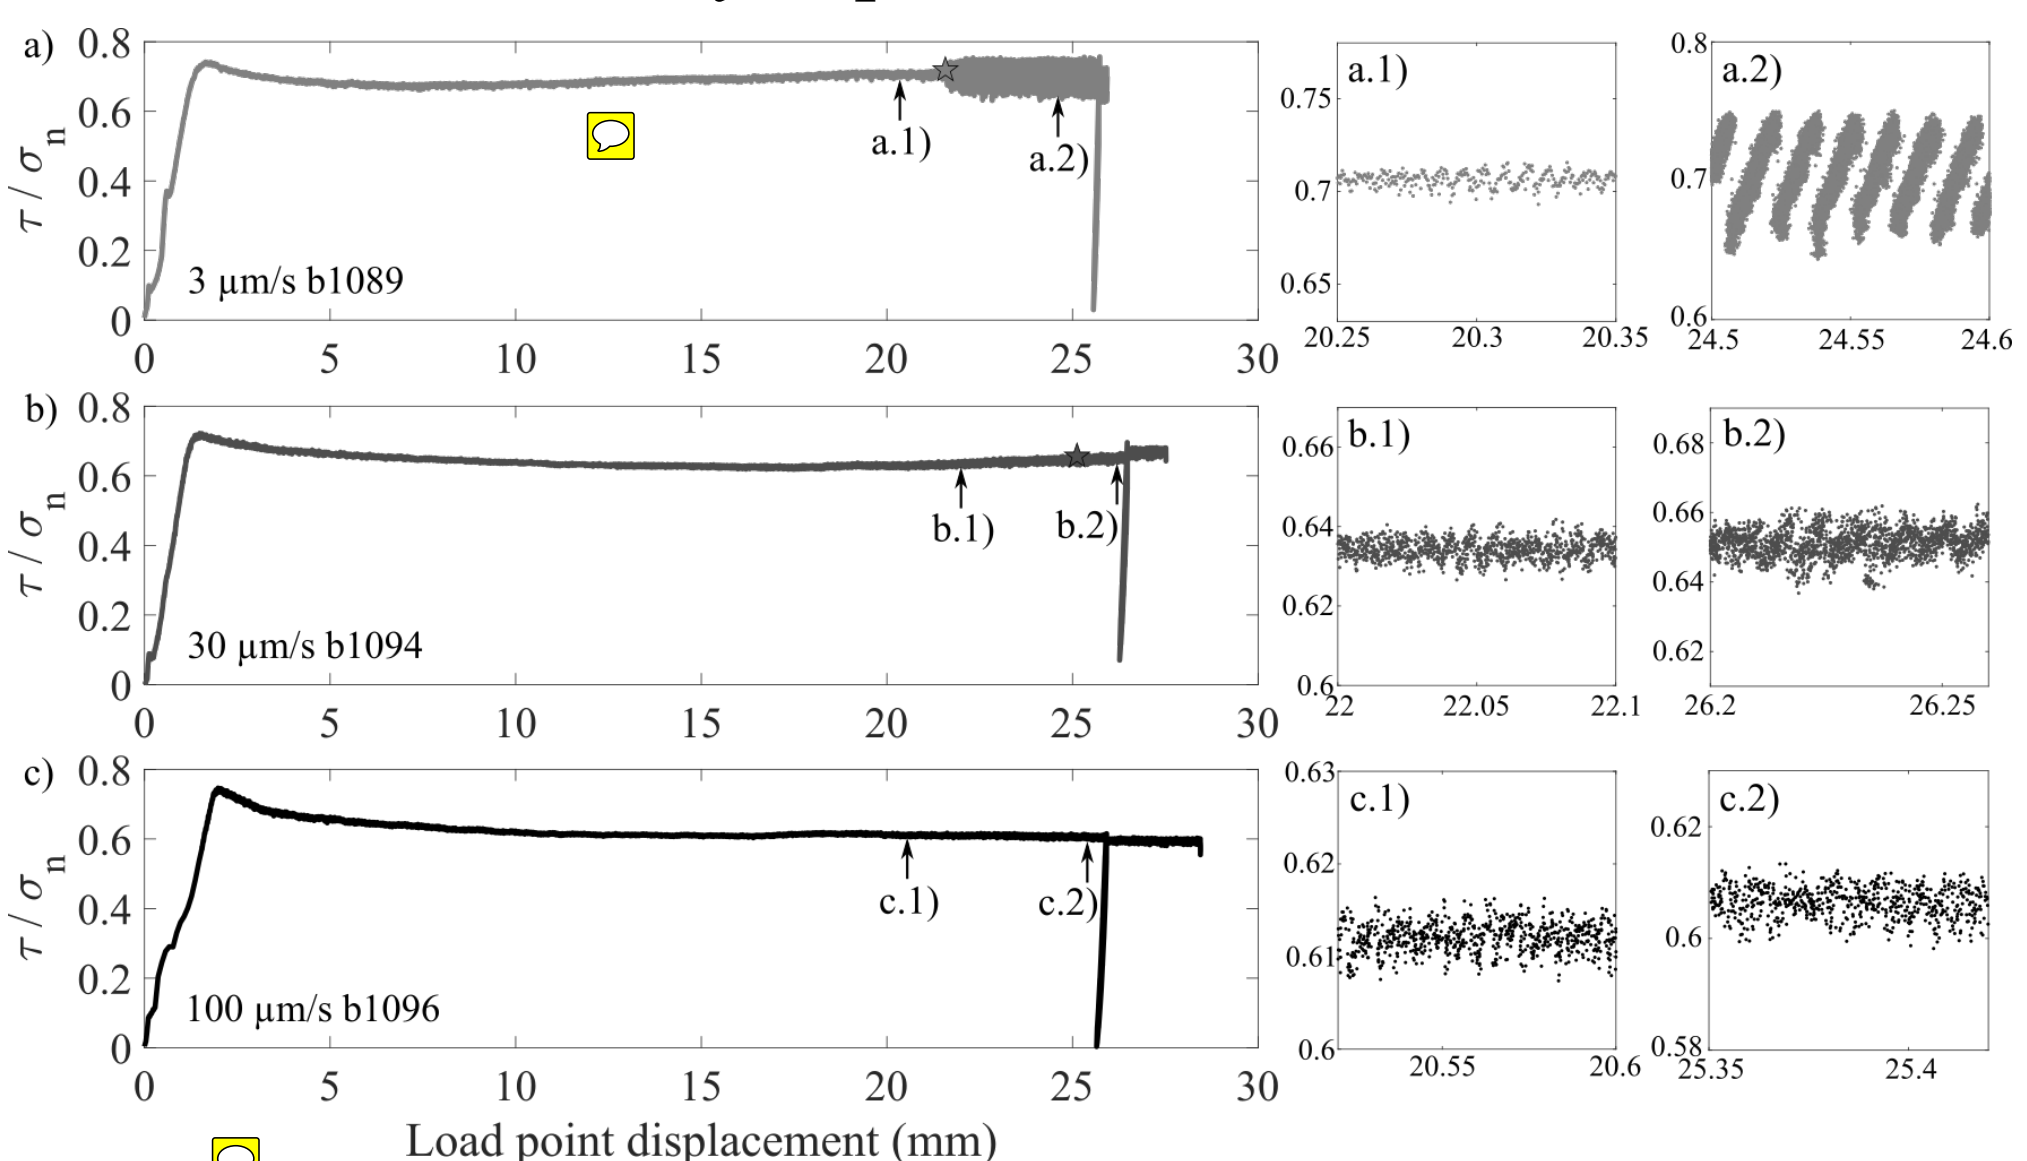 a)
0.8
0.6
0.4
0.2
0
τ / σn
3 µm/s b1089
a.1)
a.2)
0 5 10 15 20 25 30
a.1)
0.75
0.7
0.65
20.25 20.3 20.35
a.2)
0.8
0.7
0.6
24.5 24.55 24.6
b)
0.8
0.6
0.4
0.2
0
τ / σn
30 µm/s b1094
b.1)
b.2)
0 5 10 15 20 25 30
b.1)
0.66
0.64
0.62
0.6
22 22.05 22.1
b.2)
0.68
0.66
0.64
0.62
26.2 26.25
c)
0.8
0.6
0.4
0.2
0
τ / σn
100 µm/s b1096
c.1)
c.2)
0 5 10 15 20 25 30
c.1)
0.63
0.62
0.61
0.6
20.55 20.6
c.2)
0.62
0.6
0.58
25.35 25.4
Load point displacement (mm)